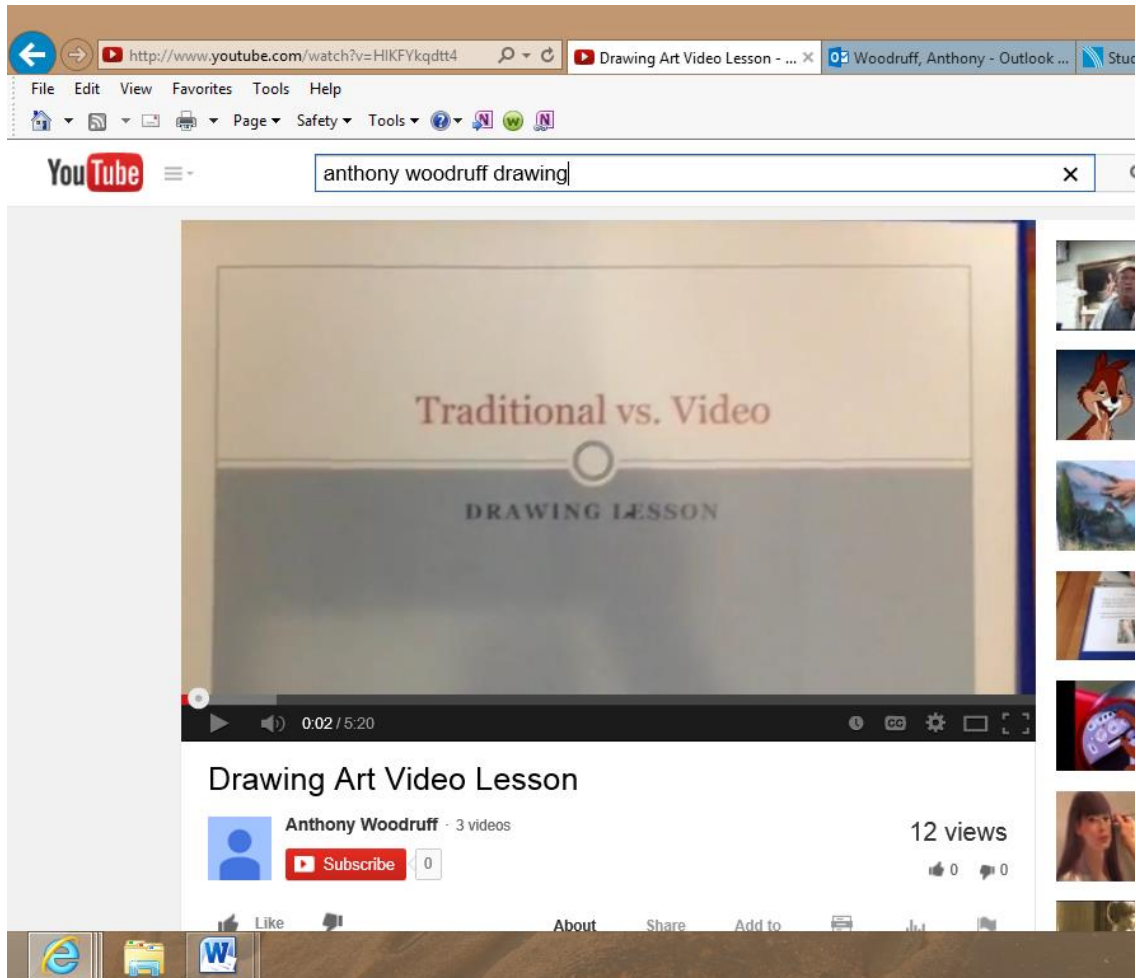 http://www.youtube.com/watch?v=HIKFYkqdtt4
Drawing Art Video Lesson - ...
Woodruff, Anthony - Outlook ...
Stud
File Edit View Favorites Tools Help
Page Safety Tools
YouTube
anthony woodruff drawing
Traditional vs. Video
DRAWING LESSON
0:02 / 5:20
CC
Drawing Art Video Lesson
Anthony Woodruff · 3 videos
Subscribe 0
12 views
0 0
Like
About Share Add to